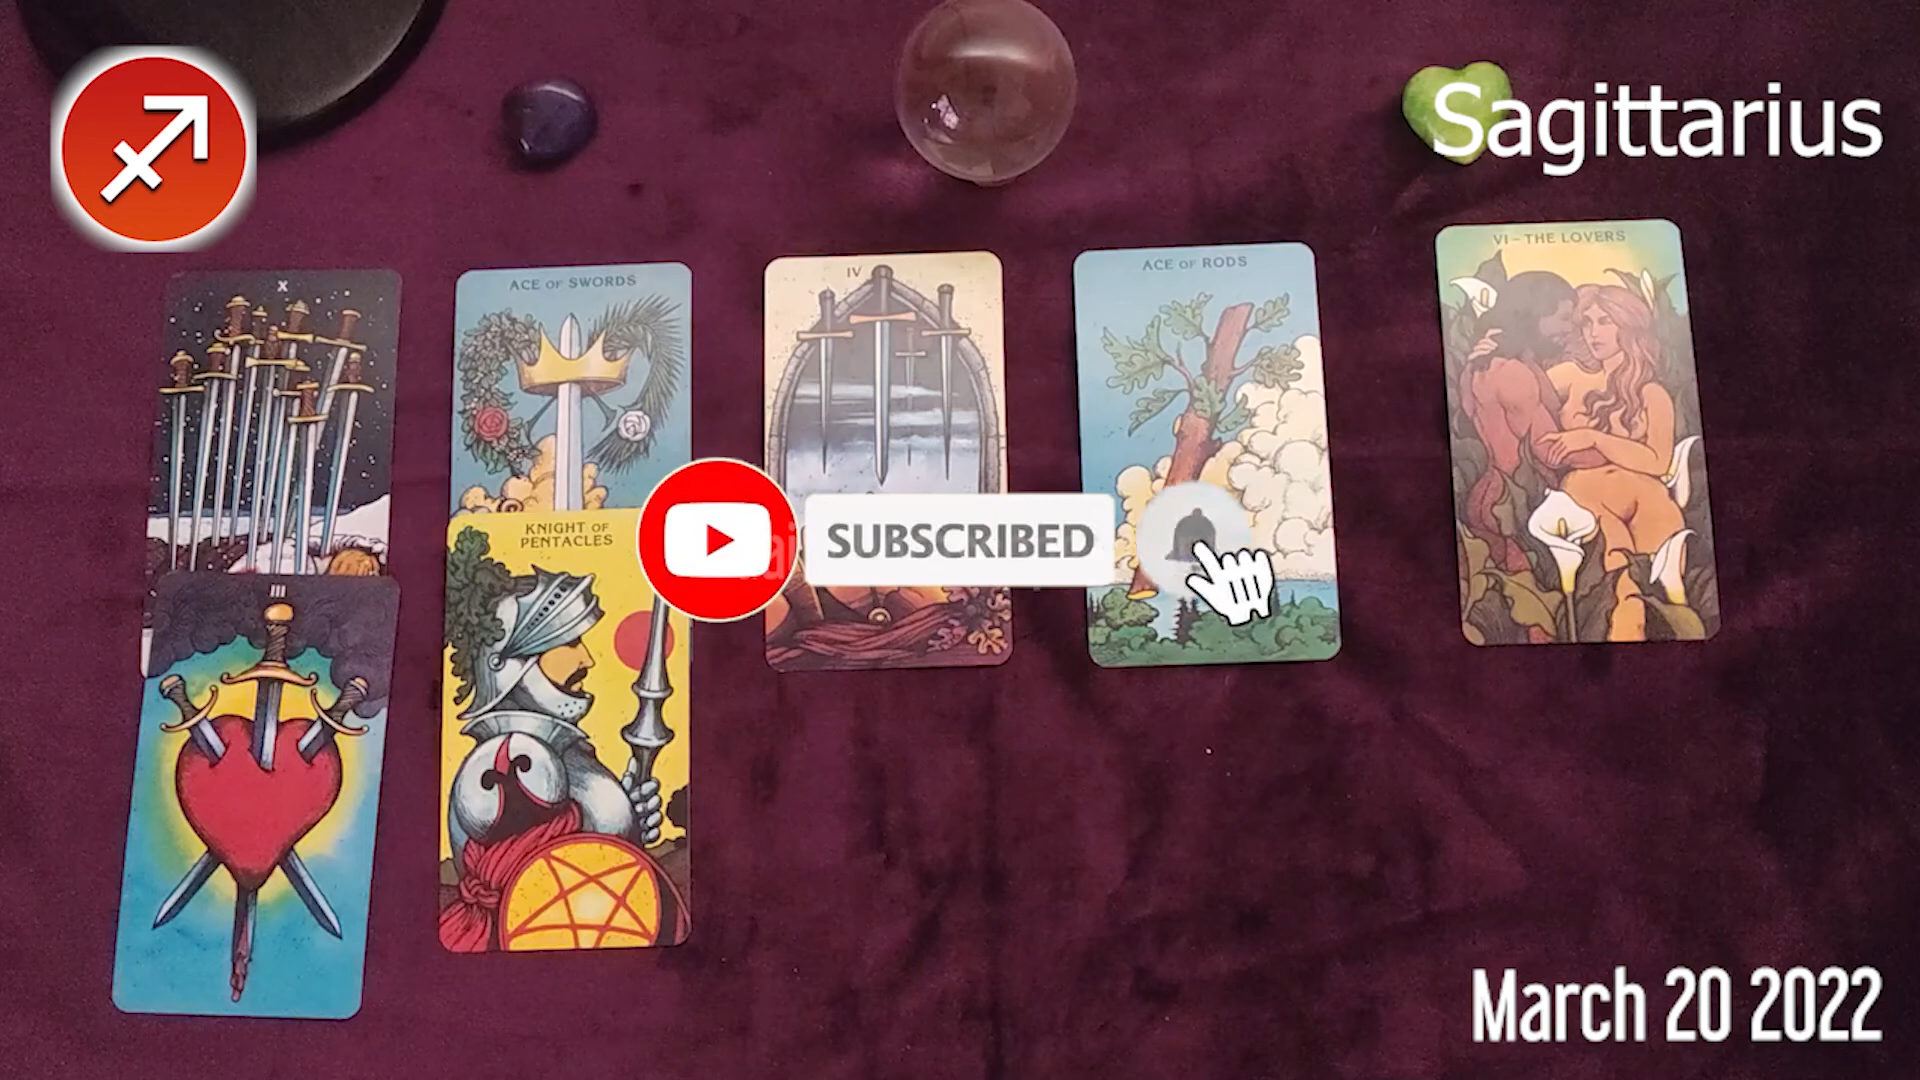 Sagittarius
VI–THE LOVERS
IV
ACE OF RODS
ACE OF SWORDS
X
KNIGHT OF
PENTACLES
SUBSCRIBED
III
March 20 2022